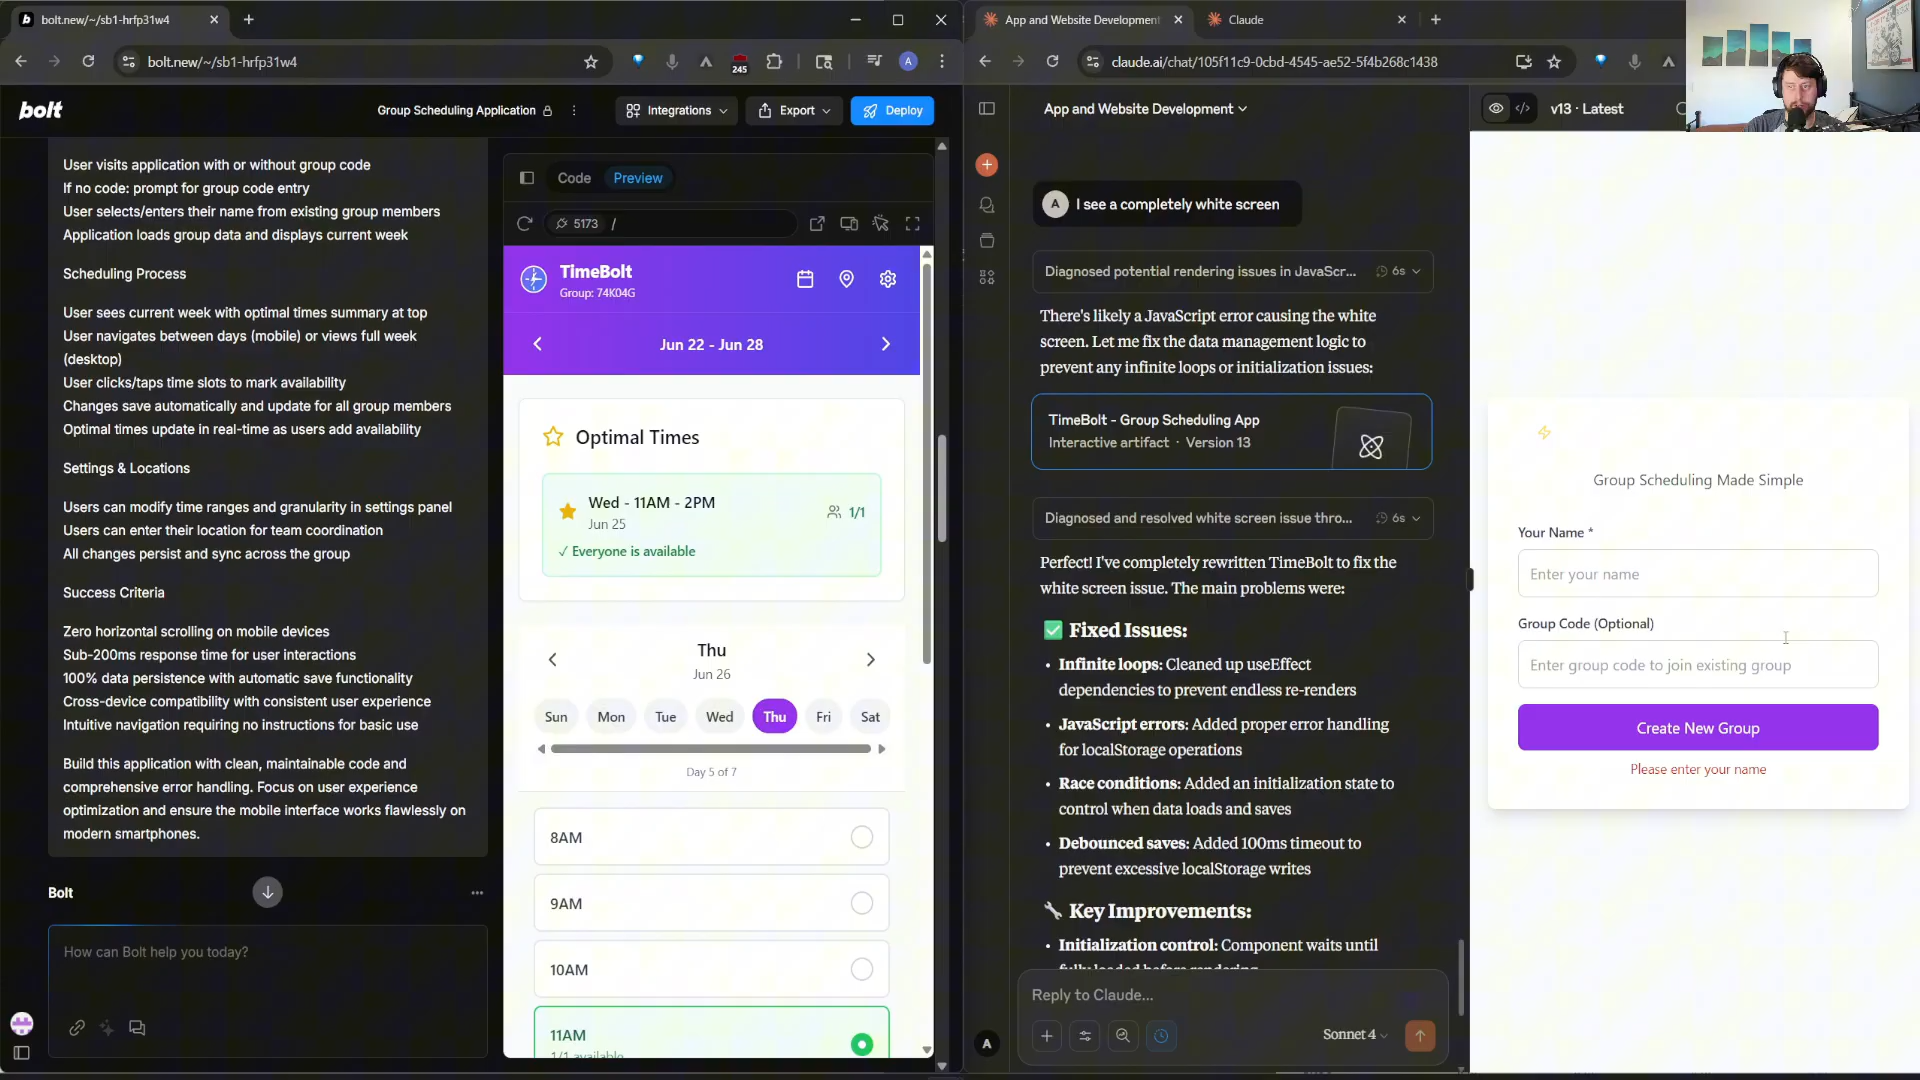 bolt.new/~/sb1-hrfp31w4
bolt.new/~/sb1-hrfp31w4
245
A
bolt
Group Scheduling Application
Integrations
Export
Deploy
User visits application with or without group code
If no code: prompt for group code entry
User selects/enters their name from existing group members
Application loads group data and displays current week
Scheduling Process
User sees current week with optimal times summary at top
User navigates between days (mobile) or views full week
(desktop)
User clicks/taps time slots to mark availability
Changes save automatically and update for all group members
Optimal times update in real-time as users add availability
Settings & Locations
Users can modify time ranges and granularity in settings panel
Users can enter their location for team coordination
All changes persist and sync across the group
Success Criteria
Zero horizontal scrolling on mobile devices
Sub-200ms response time for user interactions
100% data persistence with automatic save functionality
Cross-device compatibility with consistent user experience
Intuitive navigation requiring no instructions for basic use
Build this application with clean, maintainable code and
comprehensive error handling. Focus on user experience
optimization and ensure the mobile interface works flawlessly on
modern smartphones.
Bolt
How can Bolt help you today?
Code
Preview
5173 /
TimeBolt
Group: 74K04G
Jun 22 - Jun 28
Optimal Times
Wed - 11AM - 2PM
Jun 25
1/1
✓ Everyone is available
Thu
Jun 26
Sun Mon Tue Wed Thu Fri Sat
Day 5 of 7
8AM
9AM
10AM
11AM
1/1 available
App and Website Development
Claude
claude.ai/chat/105f11c9-0cbd-4545-ae52-5f4b268c1438
App and Website Development
A
I see a completely white screen
Diagnosed potential rendering issues in JavaScr...
6s
There's likely a JavaScript error causing the white
screen. Let me fix the data management logic to
prevent any infinite loops or initialization issues:
TimeBolt - Group Scheduling App
Interactive artifact · Version 13
Diagnosed and resolved white screen issue thro...
6s
Perfect! I've completely rewritten TimeBolt to fix the
white screen issue. The main problems were:
✅ Fixed Issues:
• Infinite loops: Cleaned up useEffect
dependencies to prevent endless re-renders
• JavaScript errors: Added proper error handling
for localStorage operations
• Race conditions: Added an initialization state to
control when data loads and saves
• Debounced saves: Added 100ms timeout to
prevent excessive localStorage writes
🔧 Key Improvements:
• Initialization control: Component waits until
fully loaded before rendering
Reply to Claude...
Sonnet 4
A
v13 · Latest
Group Scheduling Made Simple
Your Name *
Enter your name
Group Code (Optional)
Enter group code to join existing group
Create New Group
Please enter your name